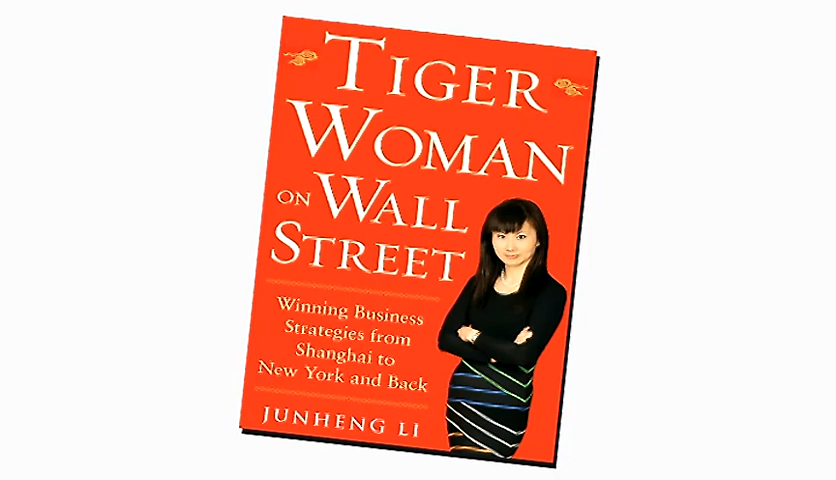 TIGER
WOMAN
ON WALL
STREET
Winning Business
Strategies from
Shanghai to
New York and Back
JUNHENG LI